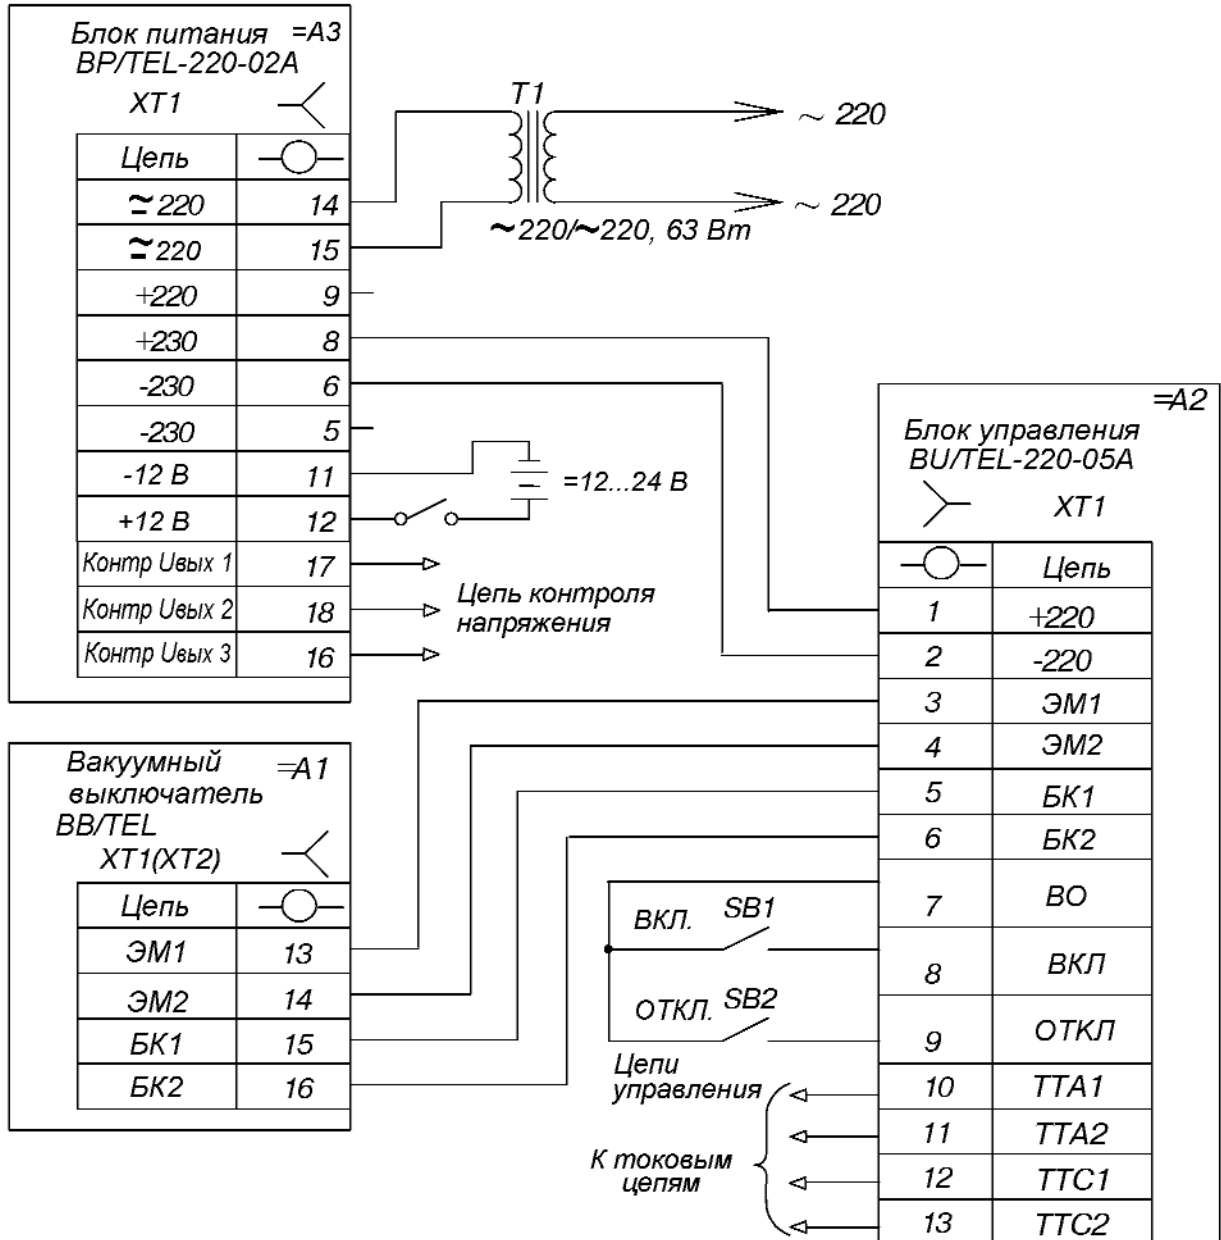 Блок питания =А3
BP/TEL-220-02A
XT1
Цепь
≃ 220 14
≃ 220 15
+220 9
+230 8
-230 6
-230 5
-12 В 11
+12 В 12
Контр Uвых 1 17
Контр Uвых 2 18
Контр Uвых 3 16
T1
~ 220
~ 220
~220/~220, 63 Вт
=12...24 В
Цепь контроля
напряжения
Вакуумный =А1
выключатель
BB/TEL
XT1(XT2)
Цепь
ЭМ1 13
ЭМ2 14
БК1 15
БК2 16
=А2
Блок управления
BU/TEL-220-05A
XT1
Цепь
1 +220
2 -220
3 ЭМ1
4 ЭМ2
5 БК1
6 БК2
7 ВО
8 ВКЛ
9 ОТКЛ
10 ТТА1
11 ТТА2
12 ТТС1
13 ТТС2
ВКЛ. SB1
ОТКЛ. SB2
Цепи
управления
К токовым
цепям